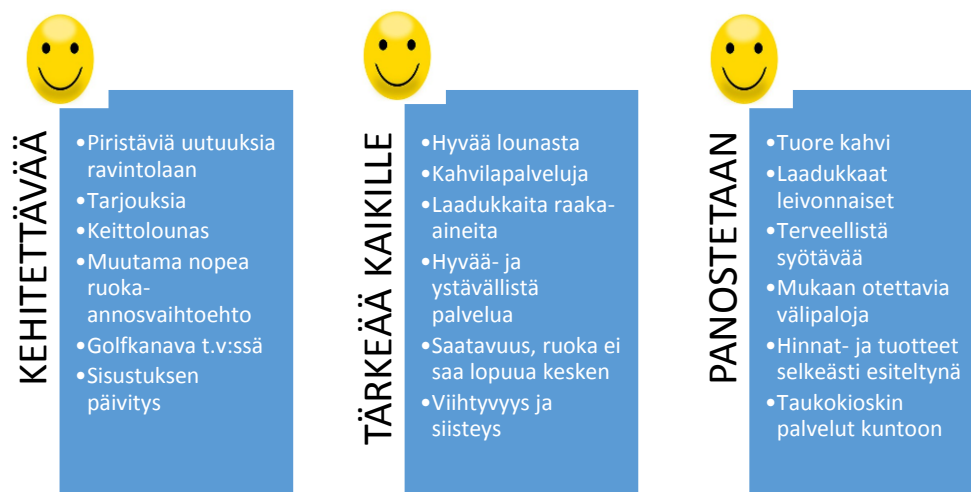 KEHITETTÄVÄÄ
•Piristäviä uutuuksia
ravintolaan
•Tarjouksia
•Keittolounas
•Muutama nopea
ruoka-
annosvaihtoehto
•Golfkanava t.v:ssä
•Sisustuksen
päivitys
TÄRKEÄÄ KAIKILLE
•Hyvää lounasta
•Kahvilapalveluja
•Laadukkaita raaka-
aineita
•Hyvää- ja
ystävällistä
palvelua
•Saatavuus, ruoka ei
saa lopuua kesken
•Viihtyvyys ja
siisteys
PANOSTETAAN
•Tuore kahvi
•Laadukkaat
leivonnaiset
•Terveellistä
syötävää
•Mukaan otettavia
välipaloja
•Hinnat- ja tuotteet
selkeästi esiteltynä
•Taukokioskin
palvelut kuntoon